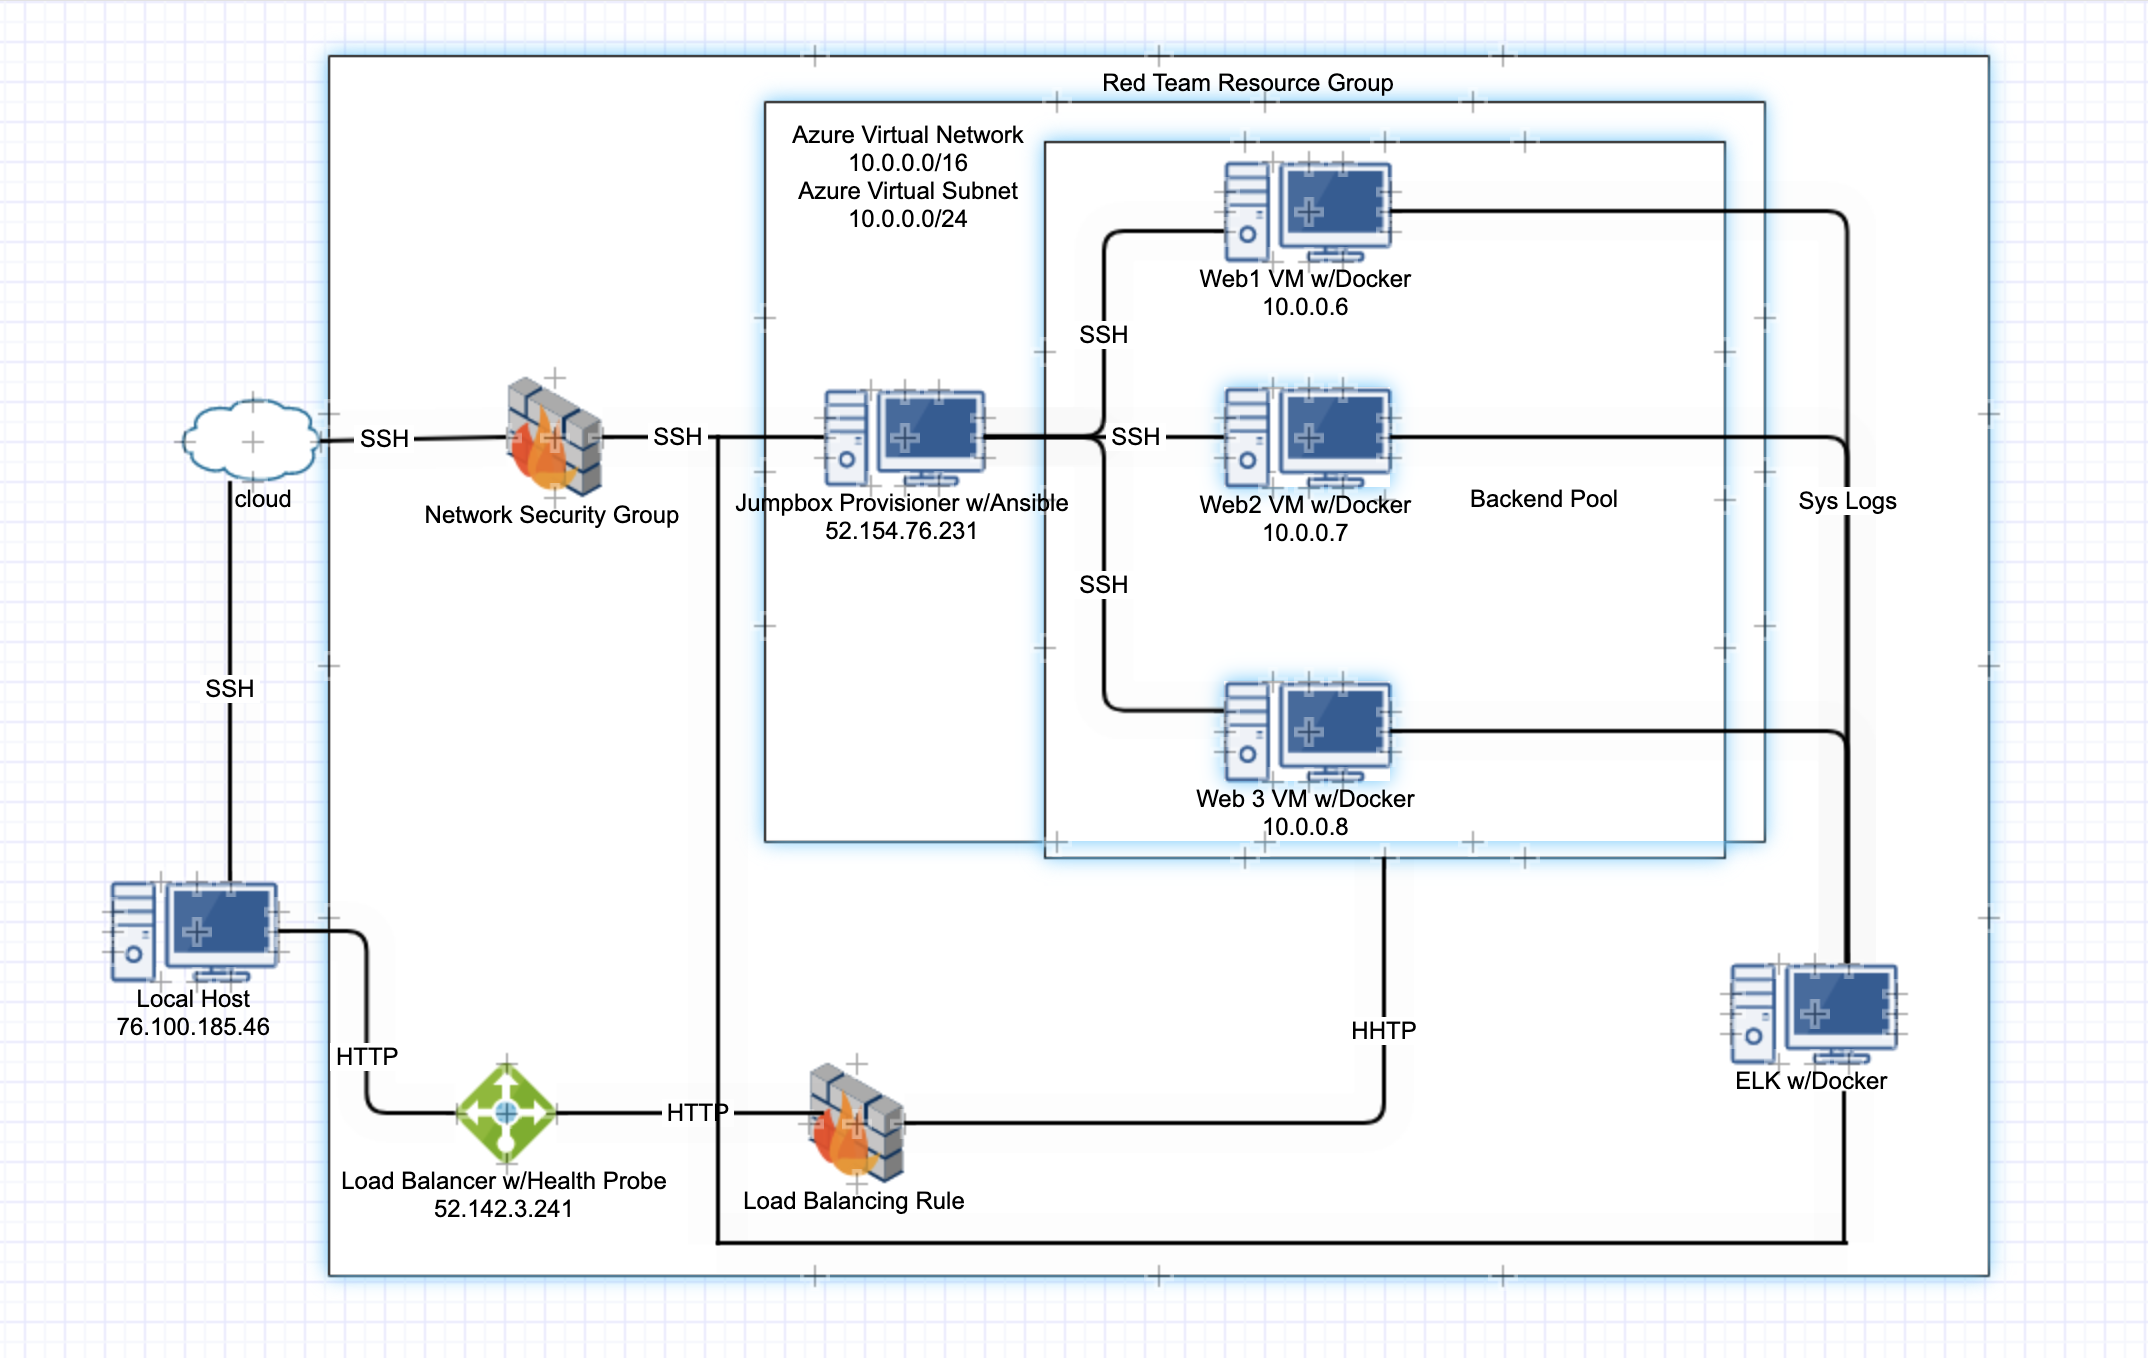 Red Team Resource Group
Azure Virtual Network
10.0.0.0/16
Azure Virtual Subnet
10.0.0.0/24
Web1 VM w/Docker
10.0.0.6
SSH
cloud
SSH
Network Security Group
SSH
Jumpbox Provisioner w/Ansible
52.154.76.231
SSH
Web2 VM w/Docker
10.0.0.7
Backend Pool
Sys Logs
SSH
SSH
Web 3 VM w/Docker
10.0.0.8
Local Host
76.100.185.46
HTTP
Load Balancer w/Health Probe
52.142.3.241
HTTP
Load Balancing Rule
HHTP
ELK w/Docker